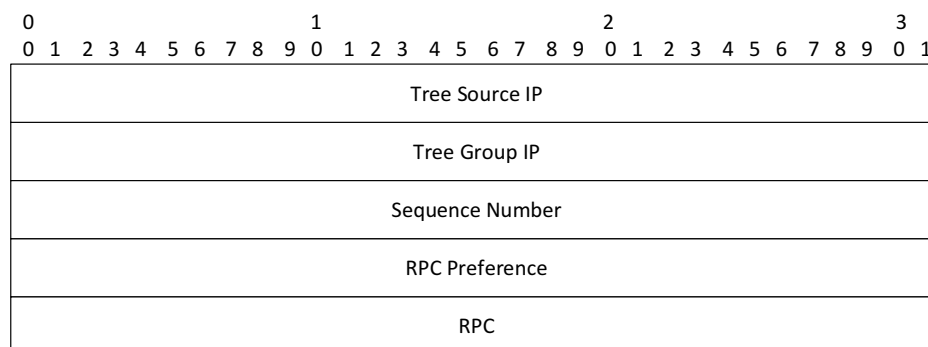 0 1 2 3
0 1 2 3 4 5 6 7 8 9 0 1 2 3 4 5 6 7 8 9 0 1 2 3 4 5 6 7 8 9 0 1
Tree Source IP
Tree Group IP
Sequence Number
RPC Preference
RPC